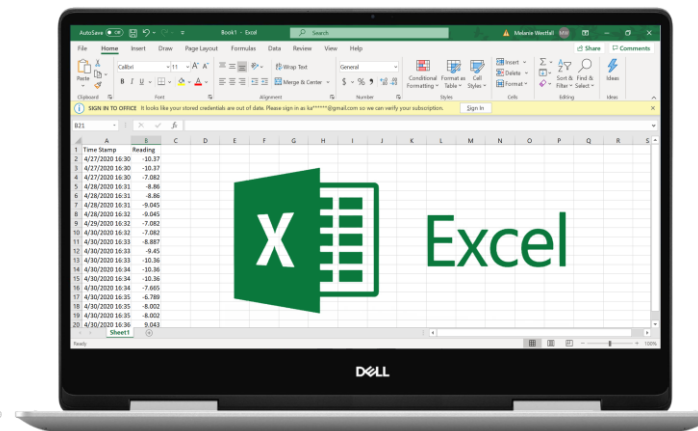 AutoSave Off Book1 - Excel Search Melanie Westfall
File Home Insert Draw Page Layout Formulas Data Review View Help Share Comments
Calibri 11 Wrap Text General Insert Σ
Paste B I U Merge & Center $ % 9 Conditional Format as Cell Delete Sort & Find & Ideas
Formatting Table Styles Format Filter Select
Clipboard Font Alignment Number Styles Cells Editing Ideas
SIGN IN TO OFFICE It looks like your stored credentials are out of date. Please sign in as ka******@gmail.com so we can verify your subscription. Sign In
B21 fx
A B C D E F G H I J K L M N O P Q R S
1 Time Stamp Reading
2 4/27/2020 16:30 -10.37
3 4/27/2020 16:30 -10.37
4 4/27/2020 16:30 -7.082
5 4/28/2020 16:31 -8.86
6 4/28/2020 16:31 -8.86
7 4/28/2020 16:31 -9.045
8 4/28/2020 16:32 -9.045
9 4/29/2020 16:32 -7.082
10 4/30/2020 16:32 -7.082
11 4/30/2020 16:33 -8.887
12 4/30/2020 16:33 -9.45
13 4/30/2020 16:33 -10.36
14 4/30/2020 16:34 -10.36
15 4/30/2020 16:34 -10.36
16 4/30/2020 16:34 -7.665
17 4/30/2020 16:35 -6.789
18 4/30/2020 16:35 -8.002
19 4/30/2020 16:35 -8.002
20 4/30/2020 16:36 9.043
X Excel
Sheet1
Ready 100%
DELL